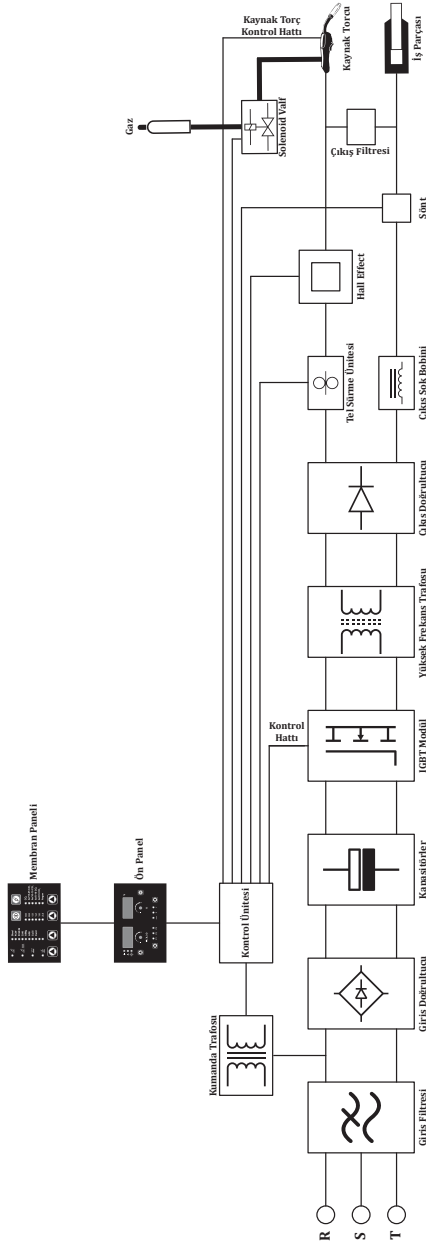 Membran Paneli
Ön Panel
Gaz
Kaynak Torç
Kontrol Hattı
Solenoid Valf
Kaynak Torcu
İş Parçası
Çıkış Filtresi
Şönt
Hall Effect
Tel Sürme Ünitesi
Çıkış Şok Bobini
Çıkış Doğrultucu
Yüksek Frekans Trafosu
Kontrol
Hattı
IGBT Modül
Kontrol Ünitesi
Kapasitörler
Kumanda Trafosu
Giriş Doğrultucu
Giriş Filtresi
R
S
T